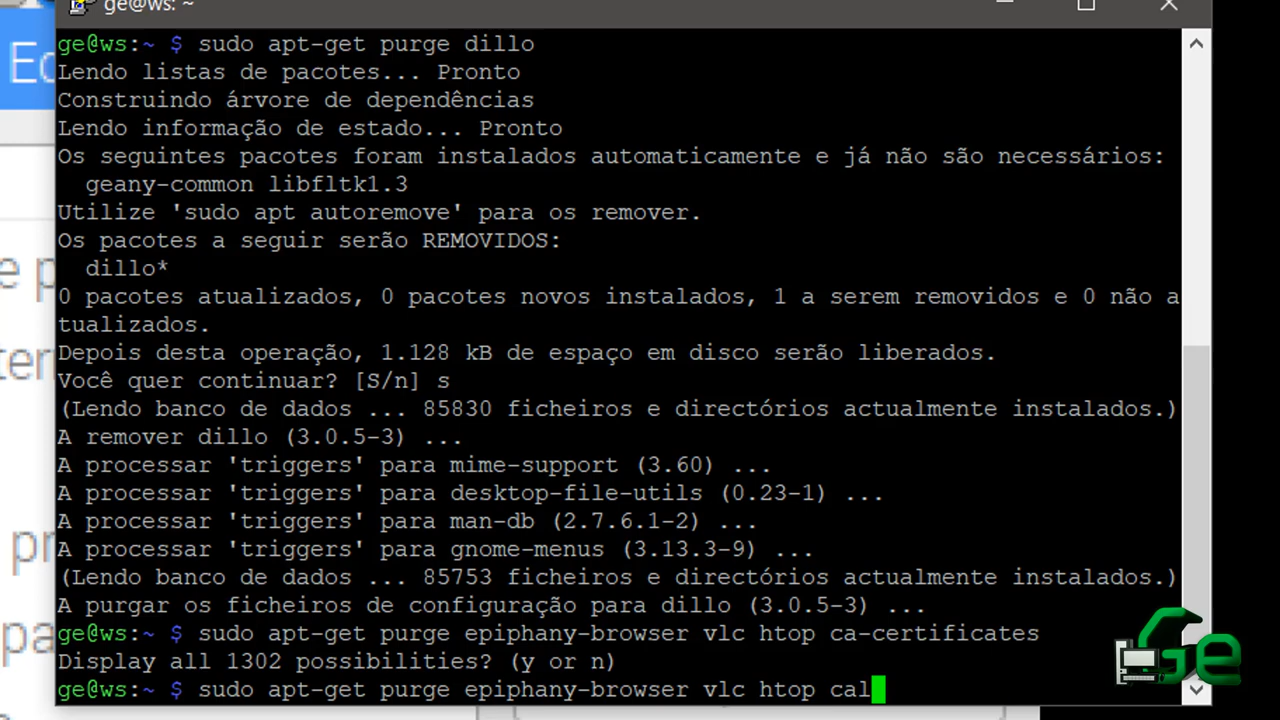 ge@ws: ~
ge@ws:~ $ sudo apt-get purge dillo
Lendo listas de pacotes... Pronto
Construindo árvore de dependências
Lendo informação de estado... Pronto
Os seguintes pacotes foram instalados automaticamente e já não são necessários:
  geany-common libfltk1.3
Utilize 'sudo apt autoremove' para os remover.
Os pacotes a seguir serão REMOVIDOS:
  dillo*
0 pacotes atualizados, 0 pacotes novos instalados, 1 a serem removidos e 0 não a
tualizados.
Depois desta operação, 1.128 kB de espaço em disco serão liberados.
Você quer continuar? [S/n] s
(Lendo banco de dados ... 85830 ficheiros e directórios actualmente instalados.)
A remover dillo (3.0.5-3) ...
A processar 'triggers' para mime-support (3.60) ...
A processar 'triggers' para desktop-file-utils (0.23-1) ...
A processar 'triggers' para man-db (2.7.6.1-2) ...
A processar 'triggers' para gnome-menus (3.13.3-9) ...
(Lendo banco de dados ... 85753 ficheiros e directórios actualmente instalados.)
A purgar os ficheiros de configuração para dillo (3.0.5-3) ...
ge@ws:~ $ sudo apt-get purge epiphany-browser vlc htop ca-certificates
Display all 1302 possibilities? (y or n)
ge@ws:~ $ sudo apt-get purge epiphany-browser vlc htop cal
Ge